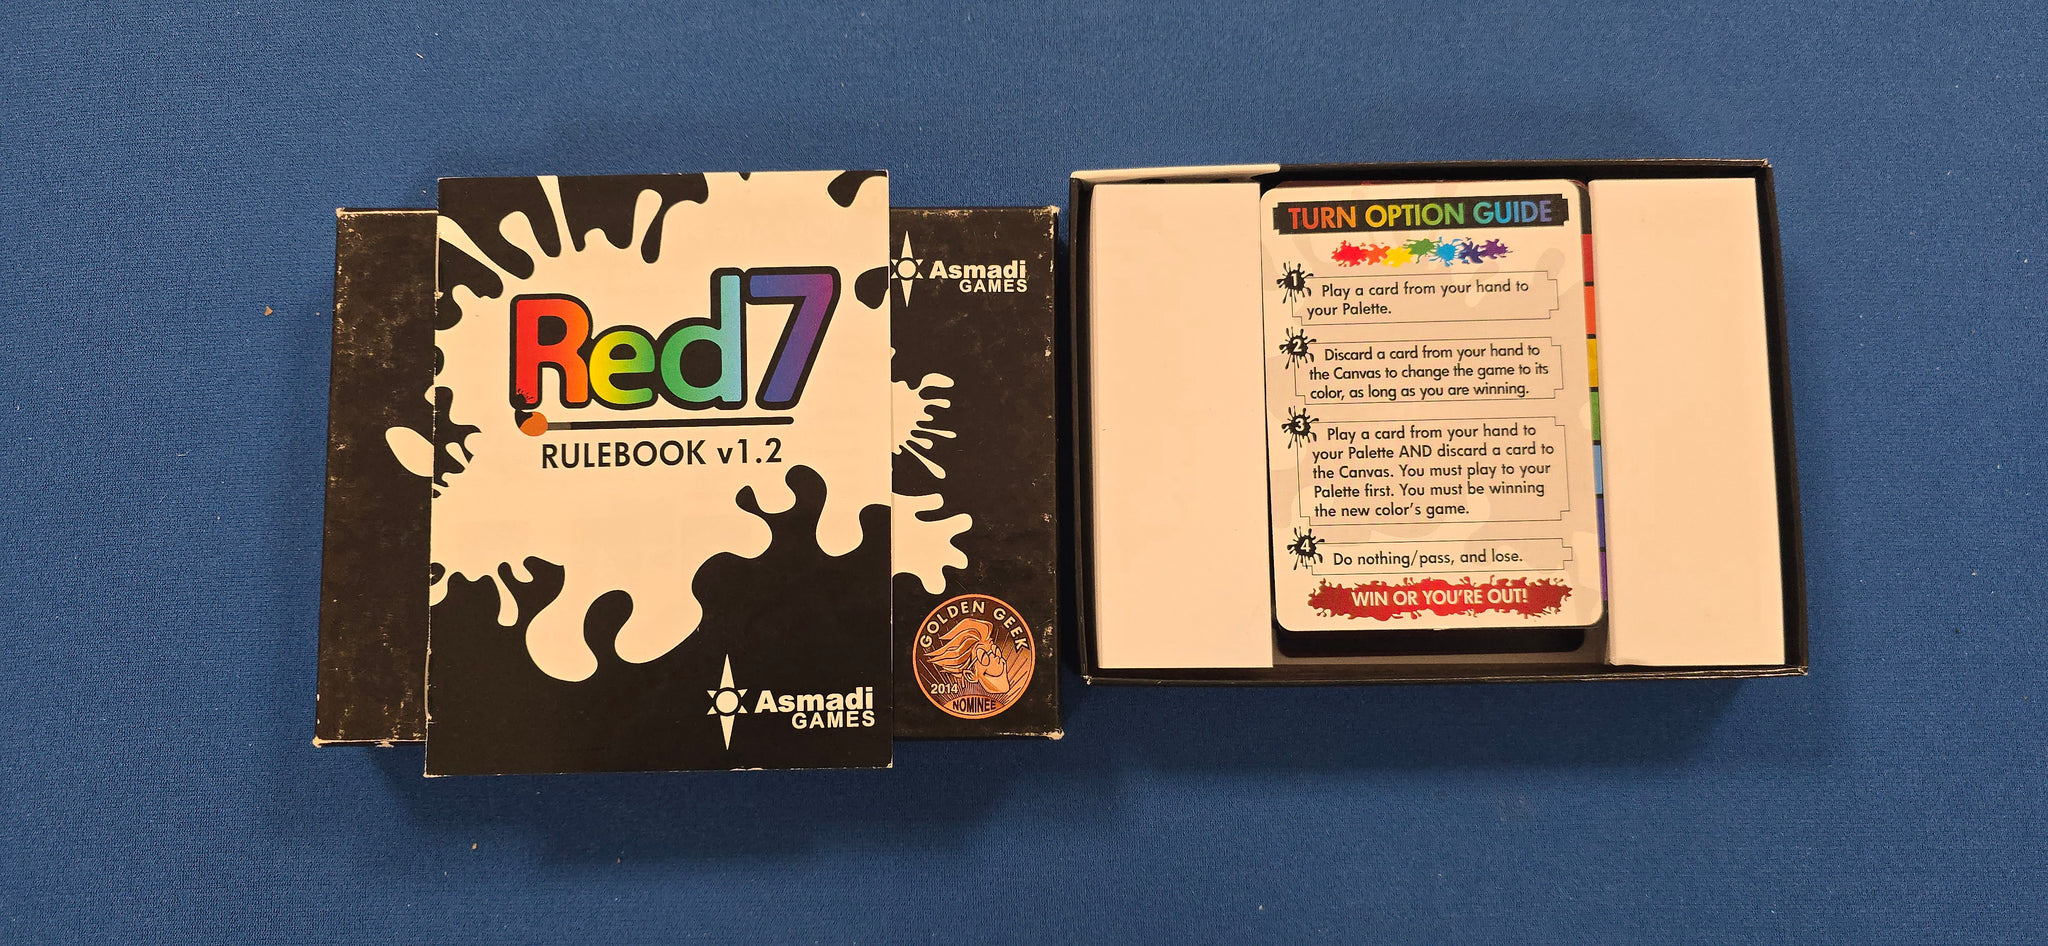 Red7
RULEBOOK v1.2
Asmadi
GAMES
Asmadi
GAMES
GOLDEN GEEK
2014
NOMINEE
TURN OPTION GUIDE
1
Play a card from your hand to
your Palette.
2
Discard a card from your hand to
the Canvas to change the game to its
color, as long as you are winning.
3
Play a card from your hand to
your Palette AND discard a card to
the Canvas. You must play to your
Palette first. You must be winning
the new color's game.
4
Do nothing/pass, and lose.
WIN OR YOU'RE OUT!